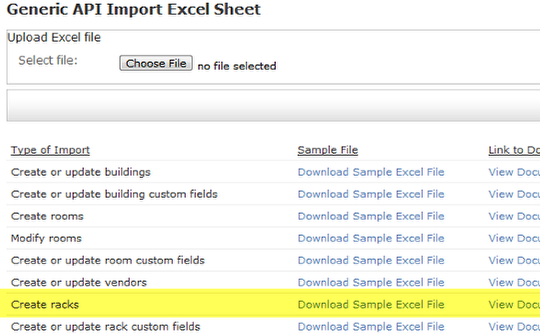 Generic API Import Excel Sheet
Upload Excel file
Select file: Choose File no file selected
Type of Import Sample File Link to Do
Create or update buildings Download Sample Excel File View Docu
Create or update building custom fields Download Sample Excel File View Docu
Create rooms Download Sample Excel File View Docu
Modify rooms Download Sample Excel File View Docu
Create or update room custom fields Download Sample Excel File View Docu
Create or update vendors Download Sample Excel File View Docu
Create racks Download Sample Excel File View Docu
Create or update rack custom fields Download Sample Excel File View Docu